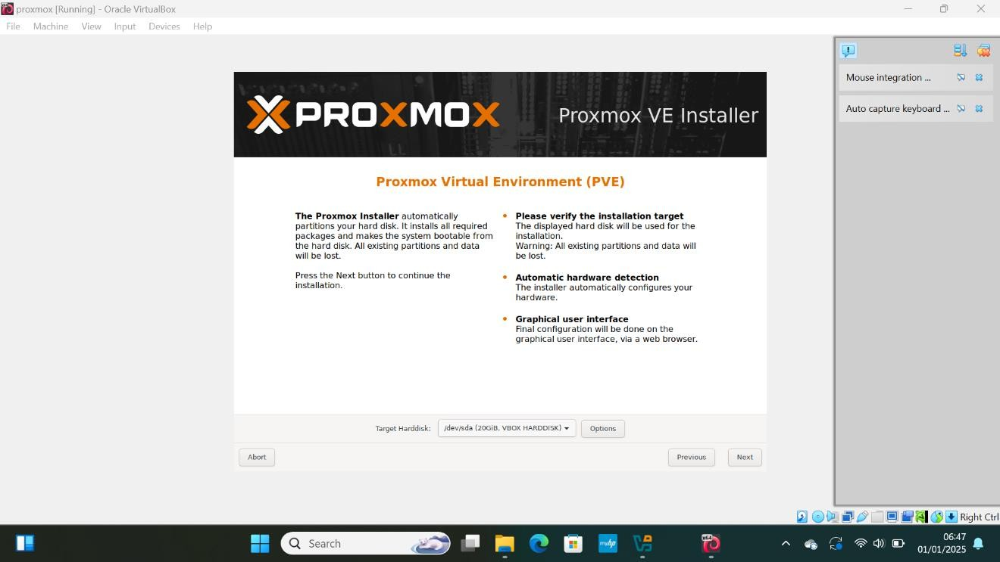 proxmox [Running] - Oracle VirtualBox
File Machine View Input Devices Help
Mouse integration ...
Auto capture keyboard ...
PROXMOX
Proxmox VE Installer
Proxmox Virtual Environment (PVE)
The Proxmox Installer automatically
partitions your hard disk. It installs all required
packages and makes the system bootable from
the hard disk. All existing partitions and data
will be lost.
Press the Next button to continue the
installation.
Please verify the installation target
The displayed hard disk will be used for the
installation.
Warning: All existing partitions and data will
be lost.
Automatic hardware detection
The installer automatically configures your
hardware.
Graphical user interface
Final configuration will be done on the
graphical user interface, via a web browser.
Target Harddisk: /dev/sda (20GiB, VBOX HARDDISK) Options
Abort Previous Next
Right Ctrl
Search
myhp
x64
06:47
01/01/2025